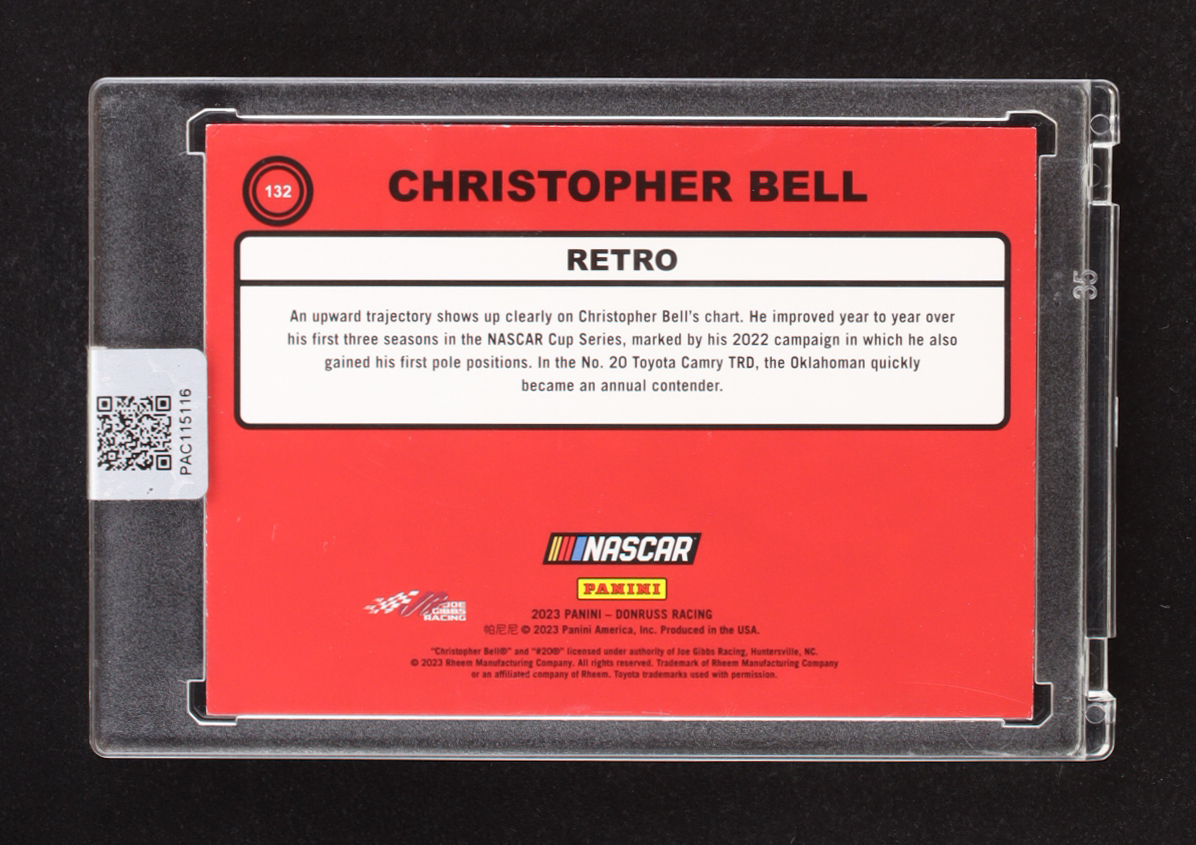 132
CHRISTOPHER BELL
RETRO
An upward trajectory shows up clearly on Christopher Bell's chart. He improved year to year over
his first three seasons in the NASCAR Cup Series, marked by his 2022 campaign in which he also
gained his first pole positions. In the No. 20 Toyota Camry TRD, the Oklahoman quickly
became an annual contender.
35
PAC115116
NASCAR
PANINI
JOE
GIBBS
RACING
2023 PANINI – DONRUSS RACING
帕尼尼 © 2023 Panini America, Inc. Produced in the USA.
"Christopher Bell®" and "#20®" licensed under authority of Joe Gibbs Racing, Huntersville, NC.
© 2023 Rheem Manufacturing Company. All rights reserved. Trademark of Rheem Manufacturing Company
or an affiliated company of Rheem. Toyota trademarks used with permission.